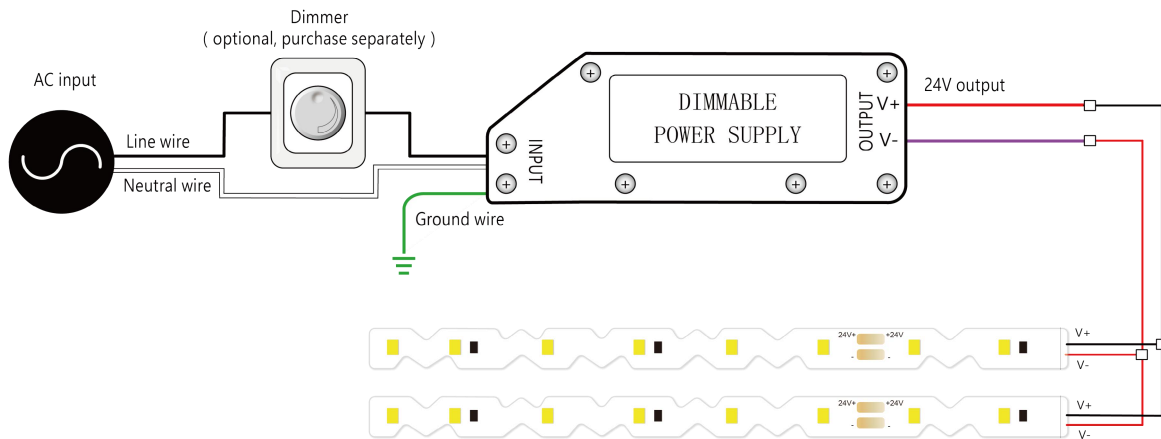 Dimmer
( optional, purchase separately )
AC input
Line wire
Neutral wire
INPUT
DIMMABLE
POWER SUPPLY
OUTPUT
V+
V-
24V output
Ground wire
24V+ +24V
- -
V+
V-
24V+ +24V
- -
V+
V-